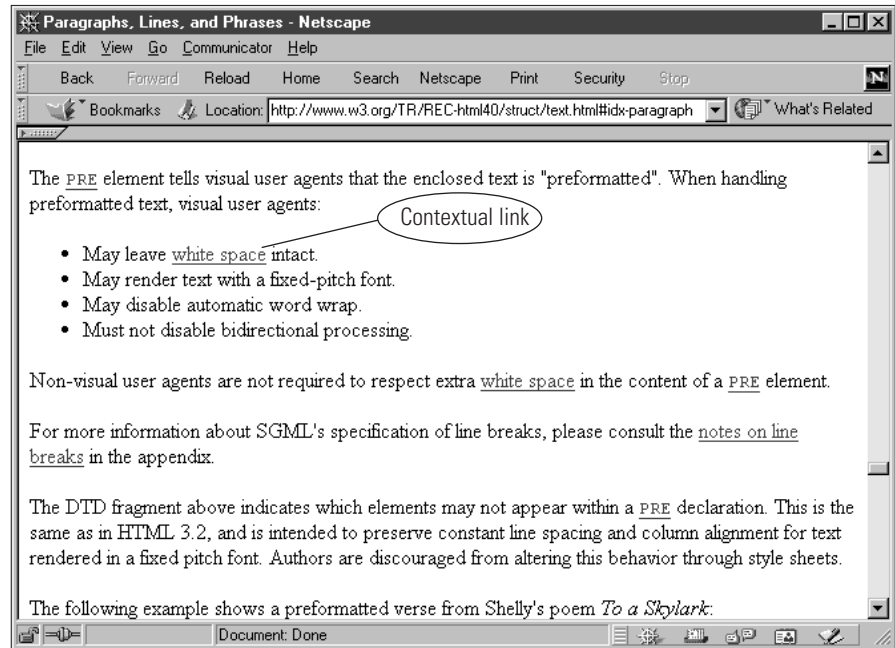 Paragraphs, Lines, and Phrases - Netscape
File Edit View Go Communicator Help
Back Forward Reload Home Search Netscape Print Security Stop N
Bookmarks Location: http://www.w3.org/TR/REC-html40/struct/text.html#idx-paragraph What's Related
The PRE element tells visual user agents that the enclosed text is "preformatted". When handling
preformatted text, visual user agents:
Contextual link
• May leave white space intact.
• May render text with a fixed-pitch font.
• May disable automatic word wrap.
• Must not disable bidirectional processing.
Non-visual user agents are not required to respect extra white space in the content of a PRE element.
For more information about SGML's specification of line breaks, please consult the notes on line
breaks in the appendix.
The DTD fragment above indicates which elements may not appear within a PRE declaration. This is the
same as in HTML 3.2, and is intended to preserve constant line spacing and column alignment for text
rendered in a fixed pitch font. Authors are discouraged from altering this behavior through style sheets.
The following example shows a preformatted verse from Shelly's poem To a Skylark:
Document: Done